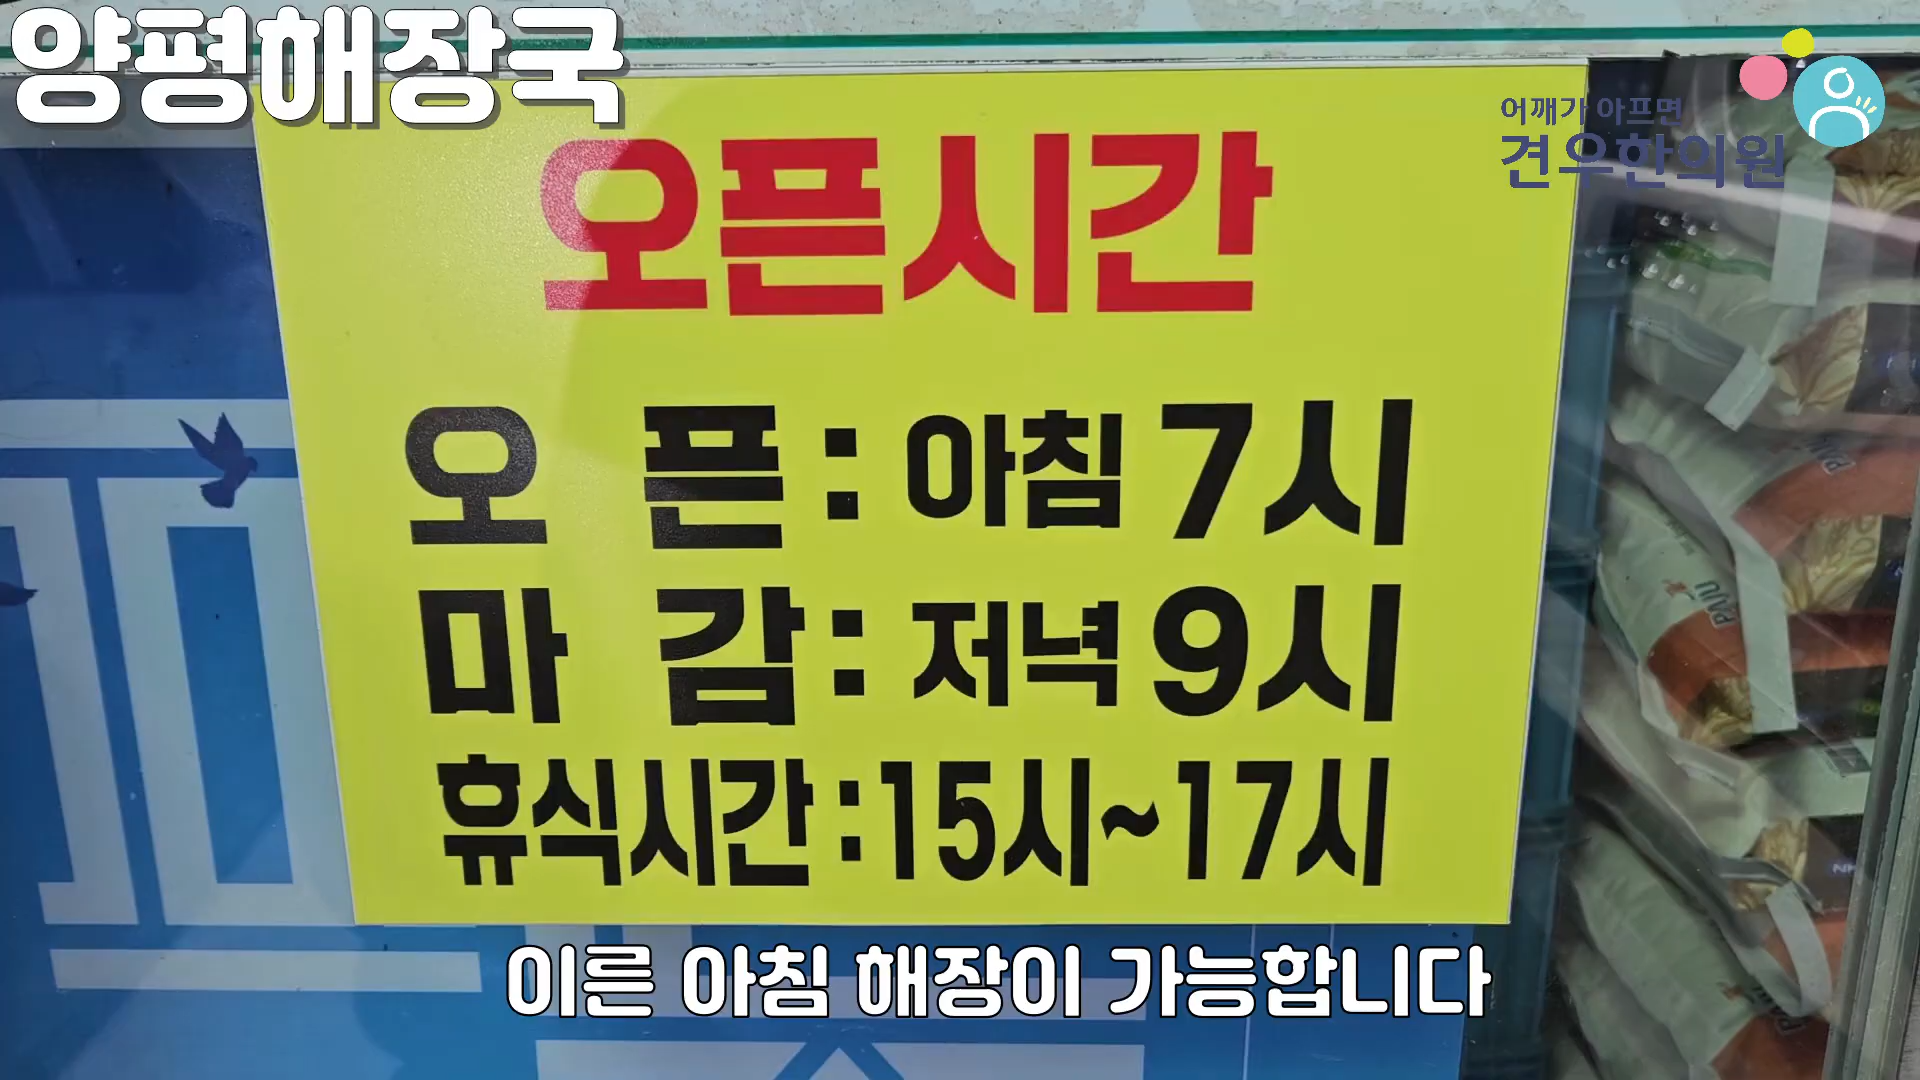 양평해장국
어깨가 아프면
견우한의원
오픈시간
오 픈 : 아침 7시
마 감 : 저녁 9시
휴식시간 : 15시~17시
이른 아침 해장이 가능합니다
PAJU